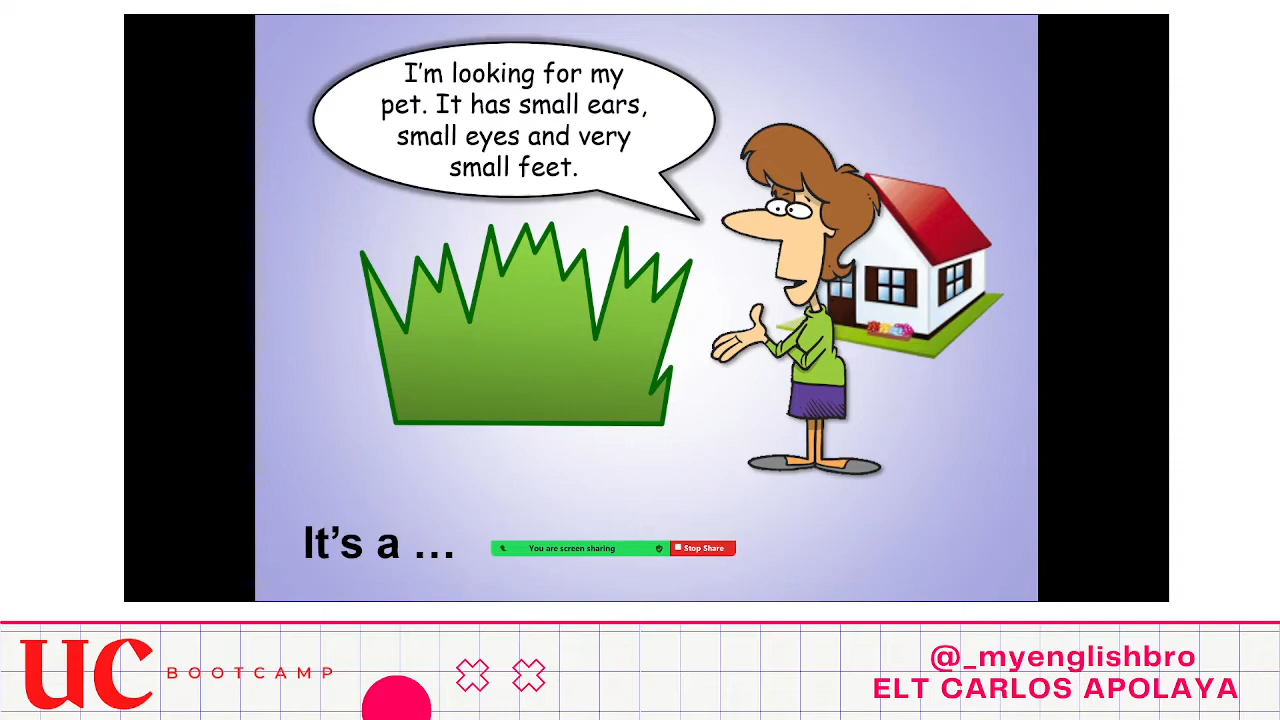 I'm looking for my
pet. It has small ears,
small eyes and very
small feet.
It's a ...
You are screen sharing
Stop Share
UC
BOOTCAMP
@_myenglishbro
ELT CARLOS APOLAYA